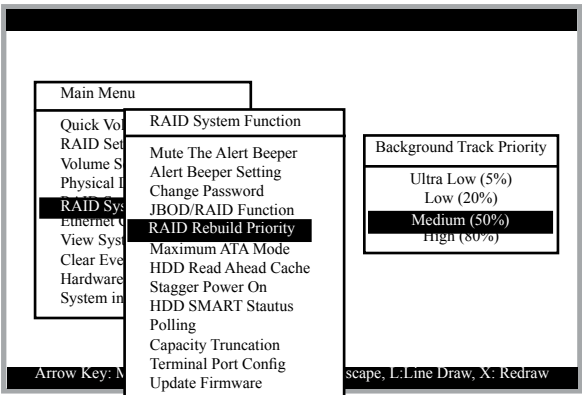 Main Menu
Quick Vol
RAID Set
Volume S
Physical
RAID Sys
Ethernet
View Syst
Clear Eve
Hardware
System in
RAID System Function
Mute The Alert Beeper
Alert Beeper Setting
Change Password
JBOD/RAID Function
RAID Rebuild Priority
Maximum ATA Mode
HDD Read Ahead Cache
Stagger Power On
HDD SMART Stautus
Polling
Capacity Truncation
Terminal Port Config
Update Firmware
Background Track Priority
Ultra Low (5%)
Low (20%)
Medium (50%)
High (80%)
Arrow Key: scape, L:Line Draw, X: Redraw